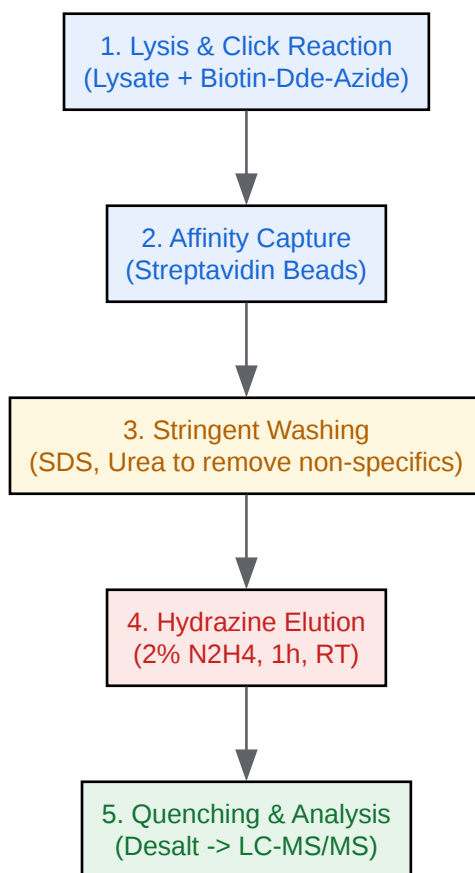 1. Lysis & Click Reaction
(Lysate + Biotin-Dde-Azide)
2. Affinity Capture
(Streptavidin Beads)
3. Stringent Washing
(SDS, Urea to remove non-specifics)
4. Hydrazine Elution
(2% N2H4, 1h, RT)
5. Quenching & Analysis
(Desalt -> LC-MS/MS)